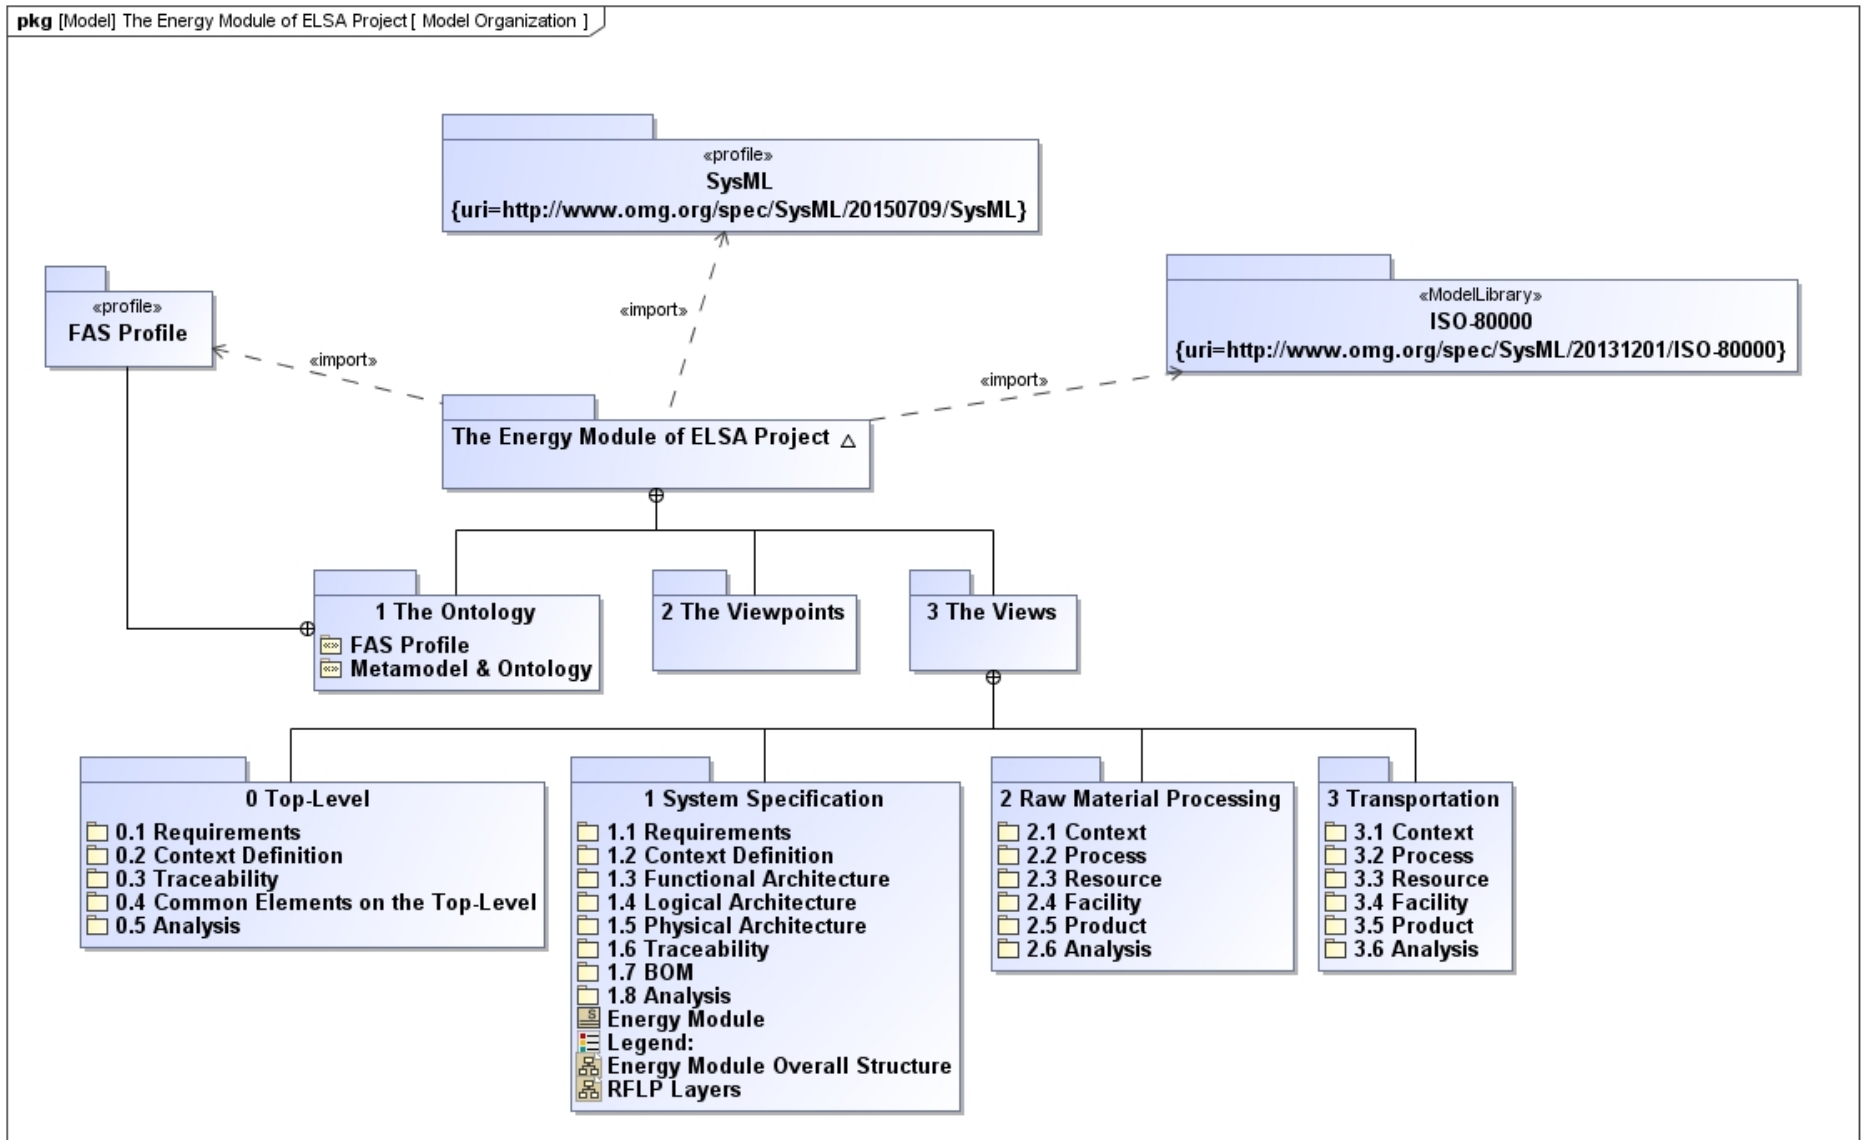 pkg [Model] The Energy Module of ELSA Project [ Model Organization ]
«profile»
SysML
{uri=http://www.omg.org/spec/SysML/20150709/SysML}
«profile»
FAS Profile
«ModelLibrary»
ISO-80000
{uri=http://www.omg.org/spec/SysML/20131201/ISO-80000}
«import»
«import»
«import»
The Energy Module of ELSA Project
1 The Ontology
FAS Profile
Metamodel & Ontology
2 The Viewpoints
3 The Views
0 Top-Level
0.1 Requirements
0.2 Context Definition
0.3 Traceability
0.4 Common Elements on the Top-Level
0.5 Analysis
1 System Specification
1.1 Requirements
1.2 Context Definition
1.3 Functional Architecture
1.4 Logical Architecture
1.5 Physical Architecture
1.6 Traceability
1.7 BOM
1.8 Analysis
Energy Module
Legend:
Energy Module Overall Structure
RFLP Layers
2 Raw Material Processing
2.1 Context
2.2 Process
2.3 Resource
2.4 Facility
2.5 Product
2.6 Analysis
3 Transportation
3.1 Context
3.2 Process
3.3 Resource
3.4 Facility
3.5 Product
3.6 Analysis